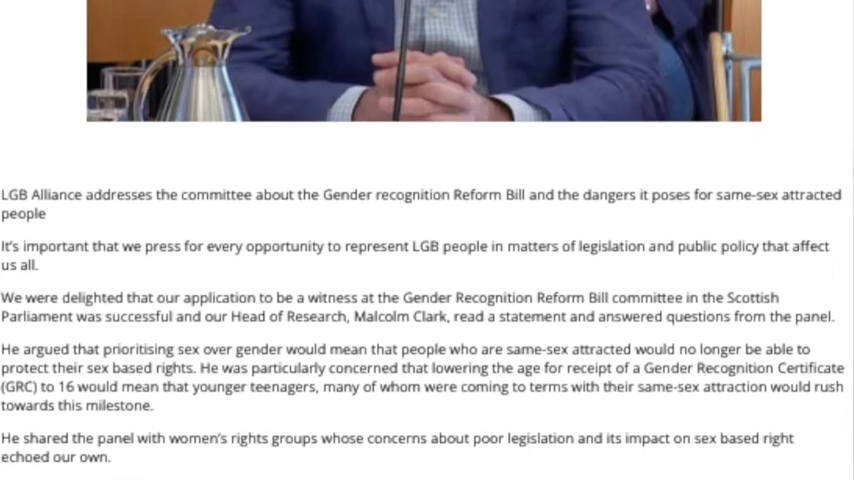 LGB Alliance addresses the committee about the Gender recognition Reform Bill and the dangers it poses for same-sex attracted
people
It's important that we press for every opportunity to represent LGB people in matters of legislation and public policy that affect
us all.
We were delighted that our application to be a witness at the Gender Recognition Reform Bill committee in the Scottish
Parliament was successful and our Head of Research, Malcolm Clark, read a statement and answered questions from the panel.
He argued that prioritising sex over gender would mean that people who are same-sex attracted would no longer be able to
protect their sex based rights. He was particularly concerned that lowering the age for receipt of a Gender Recognition Certificate
(GRC) to 16 would mean that younger teenagers, many of whom were coming to terms with their same-sex attraction would rush
towards this milestone.
He shared the panel with women's rights groups whose concerns about poor legislation and its impact on sex based right
echoed our own.